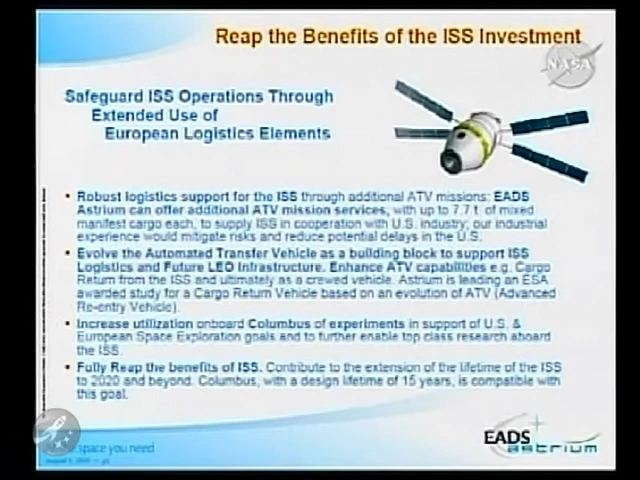 Reap the Benefits of the ISS Investment
NASA
Safeguard ISS Operations Through
Extended Use of
European Logistics Elements
• Robust logistics support for the ISS through additional ATV missions: EADS
Astrium can offer additional ATV mission services, with up to 7.7 t of mixed
manifest cargo each, to supply ISS in cooperation with U.S. industry; our industrial
experience would mitigate risks and reduce potential delays in the U.S.
• Evolve the Automated Transfer Vehicle as a building block to support ISS
Logistics and Future LEO Infrastructure. Enhance ATV capabilities e.g. Cargo
Return from the ISS and ultimately as a crewed vehicle. Astrium is leading an ESA
awarded study for a Cargo Return Vehicle based on an evolution of ATV (Advanced
Re-entry Vehicle).
• Increase utilization onboard Columbus of experiments in support of U.S. &
European Space Exploration goals and to further enable top class research aboard
the ISS.
• Fully Reap the benefits of ISS. Contribute to the extension of the lifetime of the ISS
to 2020 and beyond. Columbus, with a design lifetime of 15 years, is compatible with
this goal.
space you need
EADS
astrium